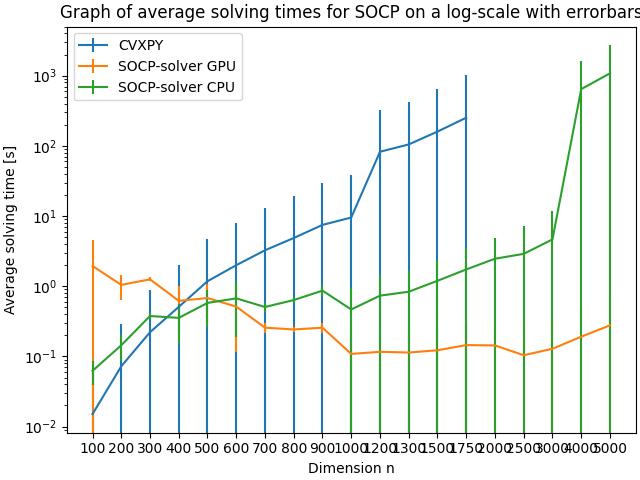 Graph of average solving times for SOCP on a log-scale with errorbars
CVXPY
SOCP-solver GPU
SOCP-solver CPU
Average solving time [s]
10³
10²
10¹
10⁰
10⁻¹
10⁻²
100 200 300 400 500 600 700 800 900 1000 1200 1300 1500 1750 2000 2500 3000 4000 5000
Dimension n